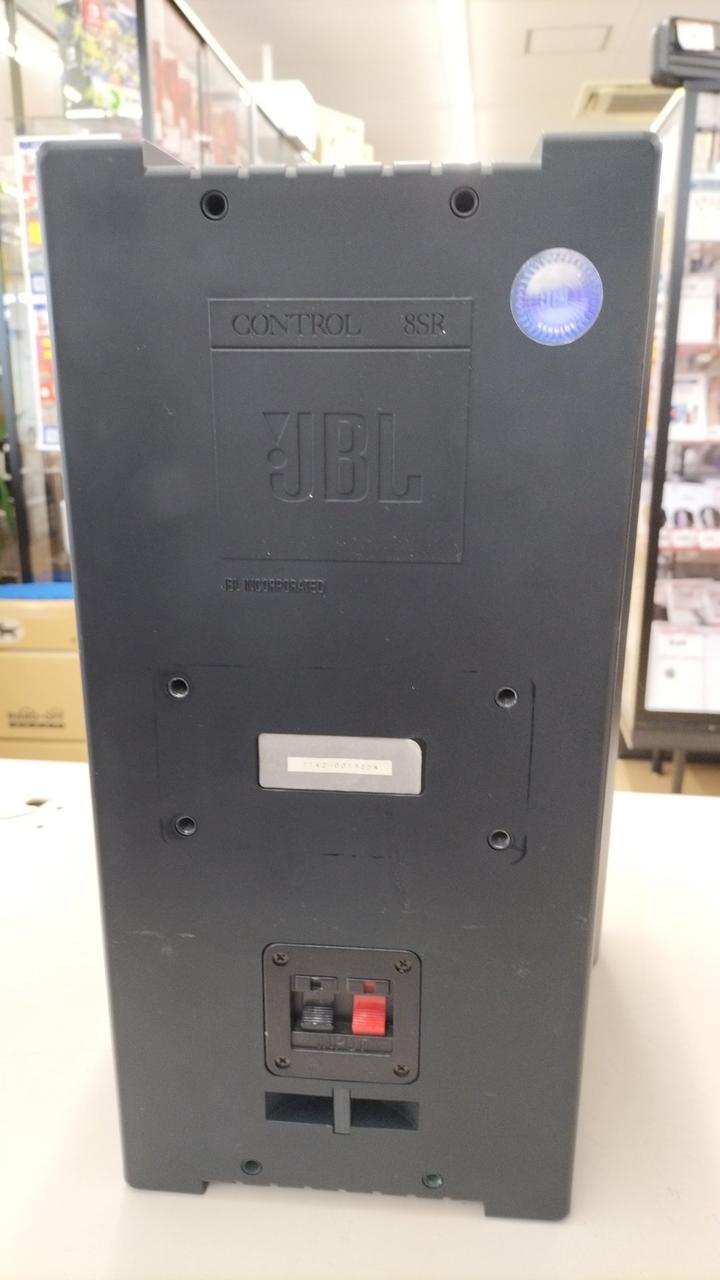 CONTROL 8SR
JBL
JBL INCORPORATED
INPUT